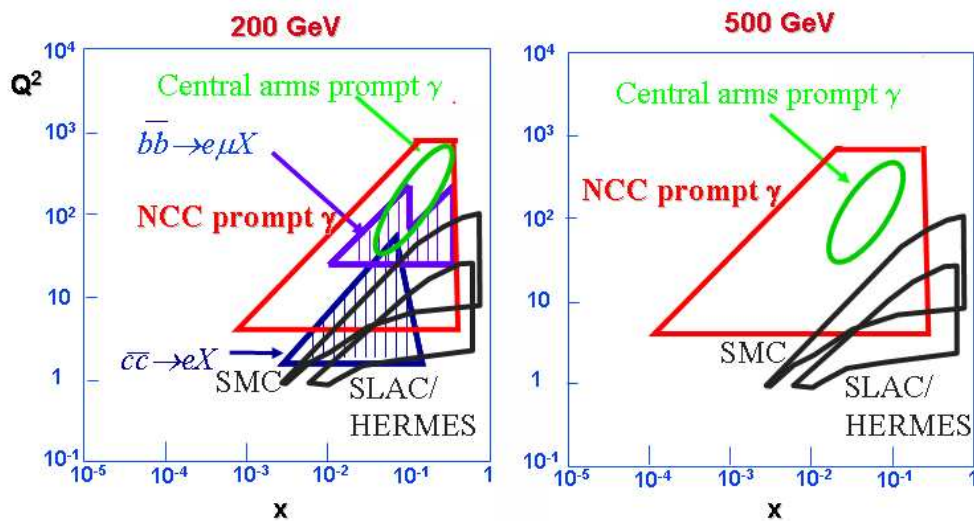 200 GeV
Q²
10⁴
10³
10²
10
1
10⁻¹
10⁻⁵
10⁻⁴
10⁻³
10⁻²
10⁻¹
1
x
Central arms prompt γ
bb̅→eμX
NCC prompt γ
cc̅→eX
SMC
SLAC/
HERMES
500 GeV
10⁴
10³
10²
10
1
10⁻¹
10⁻⁵
10⁻⁴
10⁻³
10⁻²
10⁻¹
1
x
Central arms prompt γ
NCC prompt γ
SMC
SLAC/
HERMES